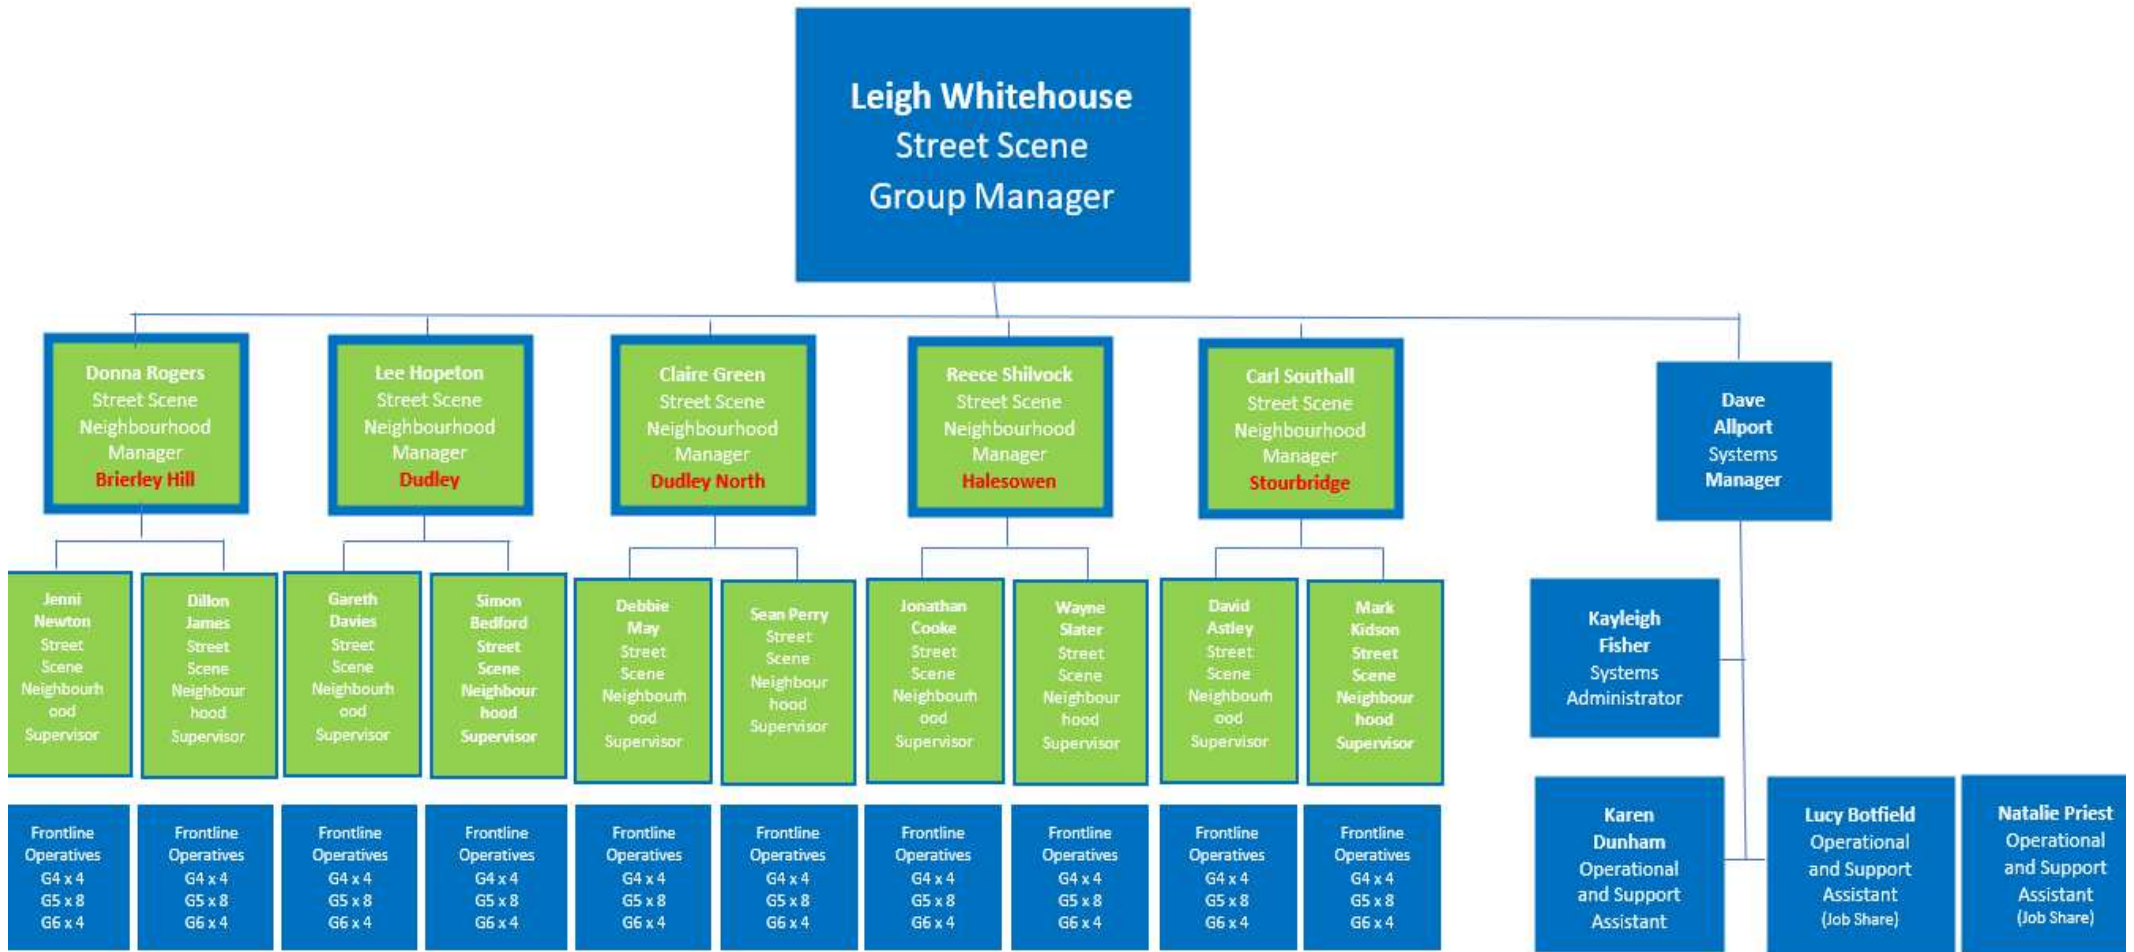 Leigh Whitehouse
Street Scene
Group Manager
Donna Rogers
Street Scene
Neighbourhood
Manager
Brierley Hill
Lee Hopeton
Street Scene
Neighbourhood
Manager
Dudley
Claire Green
Street Scene
Neighbourhood
Manager
Dudley North
Reece Shilvock
Street Scene
Neighbourhood
Manager
Halesowen
Carl Southall
Street Scene
Neighbourhood
Manager
Stourbridge
Dave
Allport
Systems
Manager
Jenni
Newton
Street
Scene
Neighbourh
ood
Supervisor
Dillon
James
Street
Scene
Neighbour
hood
Supervisor
Gareth
Davies
Street
Scene
Neighbourh
ood
Supervisor
Simon
Bedford
Street
Scene
Neighbour
hood
Supervisor
Debbie
May
Street
Scene
Neighbourh
ood
Supervisor
Sean Perry
Street
Scene
Neighbour
hood
Supervisor
Jonathan
Cooke
Street
Scene
Neighbourh
ood
Supervisor
Wayne
Slater
Street
Scene
Neighbour
hood
Supervisor
David
Astley
Street
Scene
Neighbourh
ood
Supervisor
Mark
Kidson
Street
Scene
Neighbour
hood
Supervisor
Kayleigh
Fisher
Systems
Administrator
Frontline
Operatives
G4 x 4
G5 x 8
G6 x 4
Frontline
Operatives
G4 x 4
G5 x 8
G6 x 4
Frontline
Operatives
G4 x 4
G5 x 8
G6 x 4
Frontline
Operatives
G4 x 4
G5 x 8
G6 x 4
Frontline
Operatives
G4 x 4
G5 x 8
G6 x 4
Frontline
Operatives
G4 x 4
G5 x 8
G6 x 4
Frontline
Operatives
G4 x 4
G5 x 8
G6 x 4
Frontline
Operatives
G4 x 4
G5 x 8
G6 x 4
Frontline
Operatives
G4 x 4
G5 x 8
G6 x 4
Frontline
Operatives
G4 x 4
G5 x 8
G6 x 4
Karen
Dunham
Operational
and Support
Assistant
Lucy Botfield
Operational
and Support
Assistant
(Job Share)
Natalie Priest
Operational
and Support
Assistant
(Job Share)